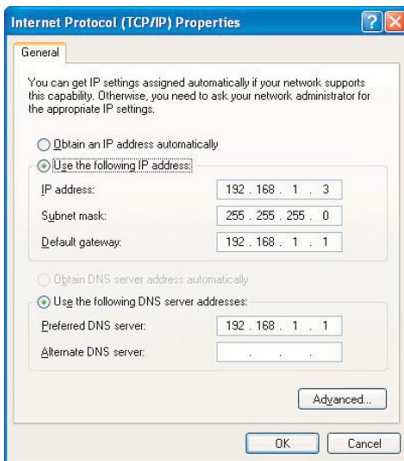 Internet Protocol (TCP/IP) Properties
General
You can get IP settings assigned automatically if your network supports
this capability. Otherwise, you need to ask your network administrator for
the appropriate IP settings.
Obtain an IP address automatically
Use the following IP address:
IP address: 192 . 168 . 1 . 3
Subnet mask: 255 . 255 . 255 . 0
Default gateway: 192 . 168 . 1 . 1
Obtain DNS server address automatically
Use the following DNS server addresses:
Preferred DNS server: 192 . 168 . 1 . 1
Alternate DNS server: . . .
Advanced...
OK Cancel